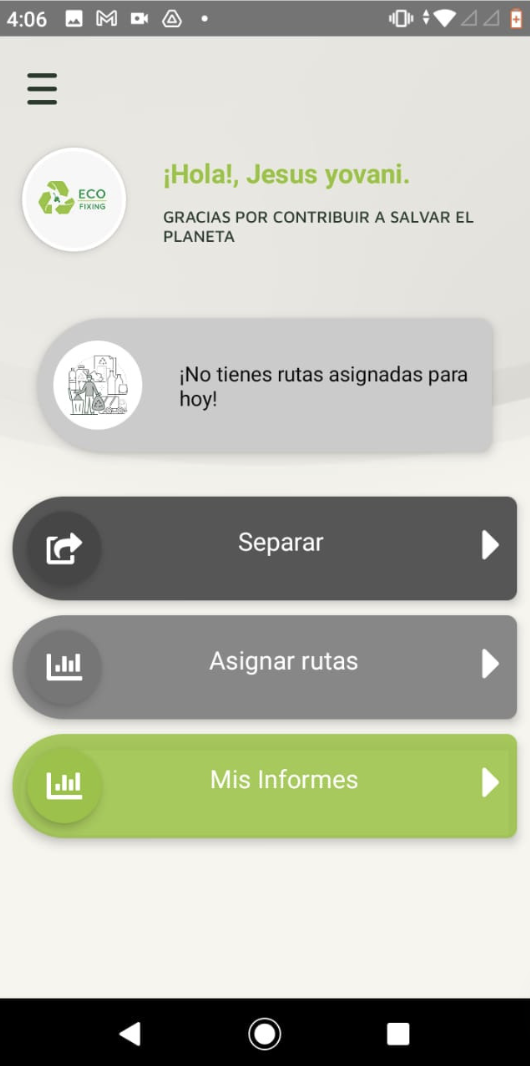 4:06
ECO
FIXING
¡Hola!, Jesus yovani.
GRACIAS POR CONTRIBUIR A SALVAR EL
PLANETA
¡No tienes rutas asignadas para
hoy!
Separar
Asignar rutas
Mis Informes